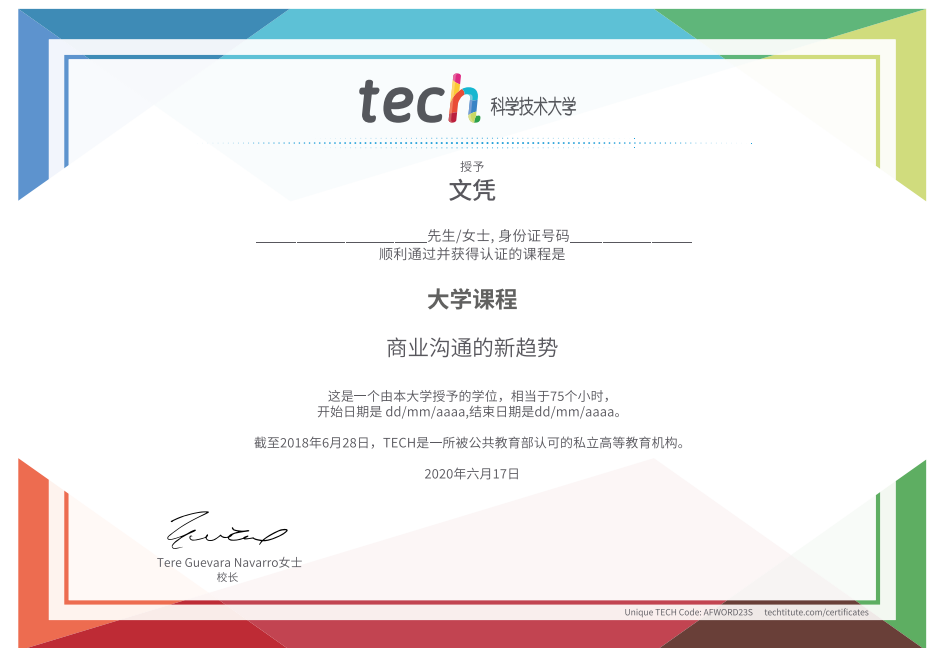 tech 科学技术大学
授予
文凭
________________________先生/女士, 身份证号码_________________
顺利通过并获得认证的课程是
大学课程
商业沟通的新趋势
这是一个由本大学授予的学位，相当于75个小时，
开始日期是 dd/mm/aaaa,结束日期是dd/mm/aaaa。
截至2018年6月28日，TECH是一所被公共教育部认可的私立高等教育机构。
2020年六月17日
Tere Guevara Navarro女士
校长
Unique TECH Code: AFWORD23S techtitute.com/certificates